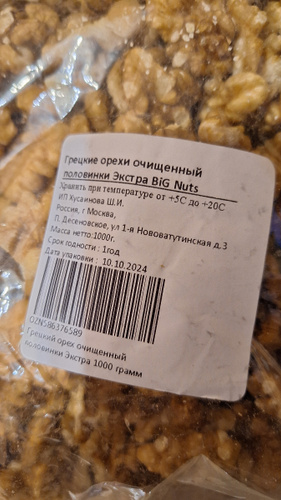 Грецкие орехи очищенный
половинки Экстра BiG Nuts
Хранить при температуре от +5С до +20С
ИП Хусаинова Ш.И.
Россия, г Москва,
П. Десеновское, ул 1-я Нововатутинская д.3
Масса нетто:1000г.
Срок годности : 1год
Дата упаковки : 10.10.2024
OZN586376589
Грецкий орех очищенный
половинки Экстра 1000 грамм